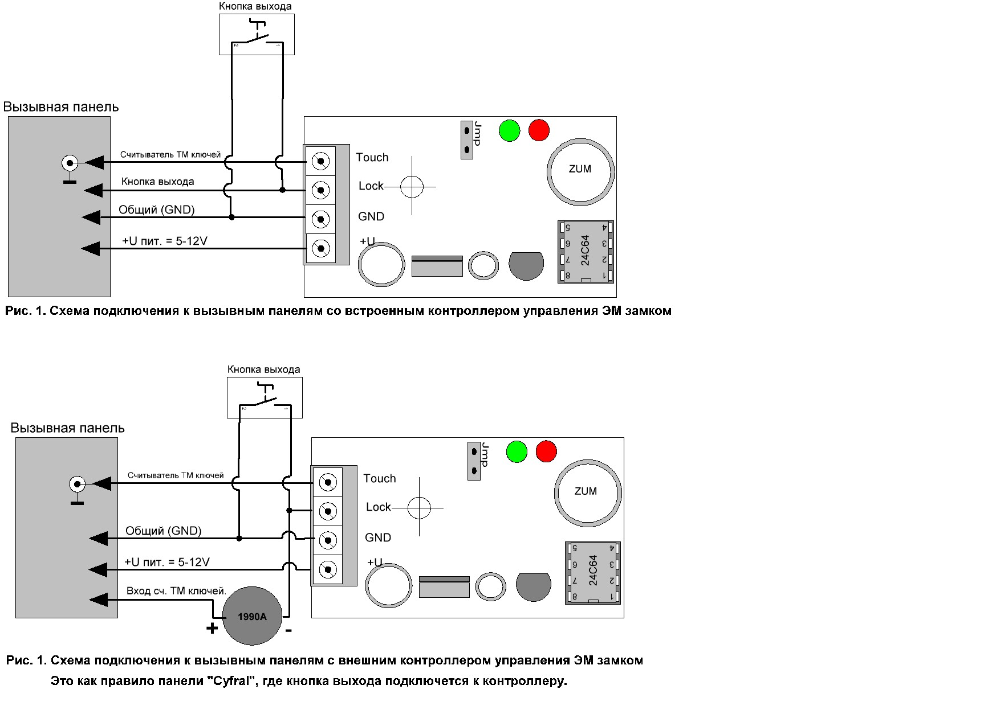 Кнопка выхода
2 1
Вызывная панель
Считыватель ТМ ключей
Кнопка выхода
Общий (GND)
+U пит. = 5-12V
Touch
Lock
GND
+U
Jmp
ZUM
24C64
5 4
6 3
7 2
8 1
Рис. 1. Схема подключения к вызывным панелям со встроенным контроллером управления ЭМ замком
Кнопка выхода
2 1
Вызывная панель
Считыватель ТМ ключей
Общий (GND)
+U пит. = 5-12V
Вход сч. ТМ ключей.
1990A
+ -
Touch
Lock
GND
+U
Jmp
ZUM
24C64
5 4
6 3
7 2
8 1
Рис. 1. Схема подключения к вызывным панелям с внешним контроллером управления ЭМ замком
Это как правило панели "Cyfral", где кнопка выхода подключется к контроллеру.